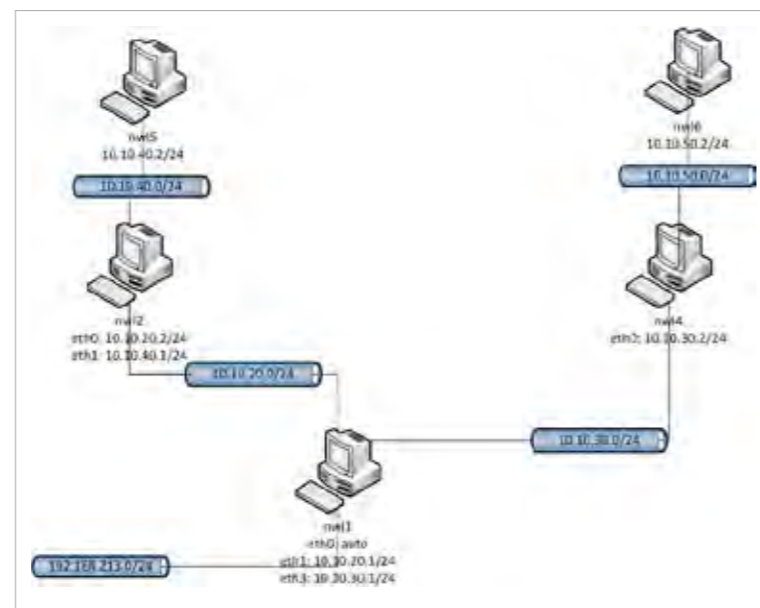 nwl5
10.10.40.2/24
10.10.40.0/24
nwl2
eth0: 10.10.20.2/24
eth1: 10.10.40.1/24
10.10.20.0/24
nwl6
10.10.50.2/24
10.10.50.0/24
nwl4
10.10.30.2/24
10.10.30.0/24
nwl1
eth0: auto
eth1: 10.10.20.1/24
eth3: 10.10.30.1/24
192.168.213.0/24